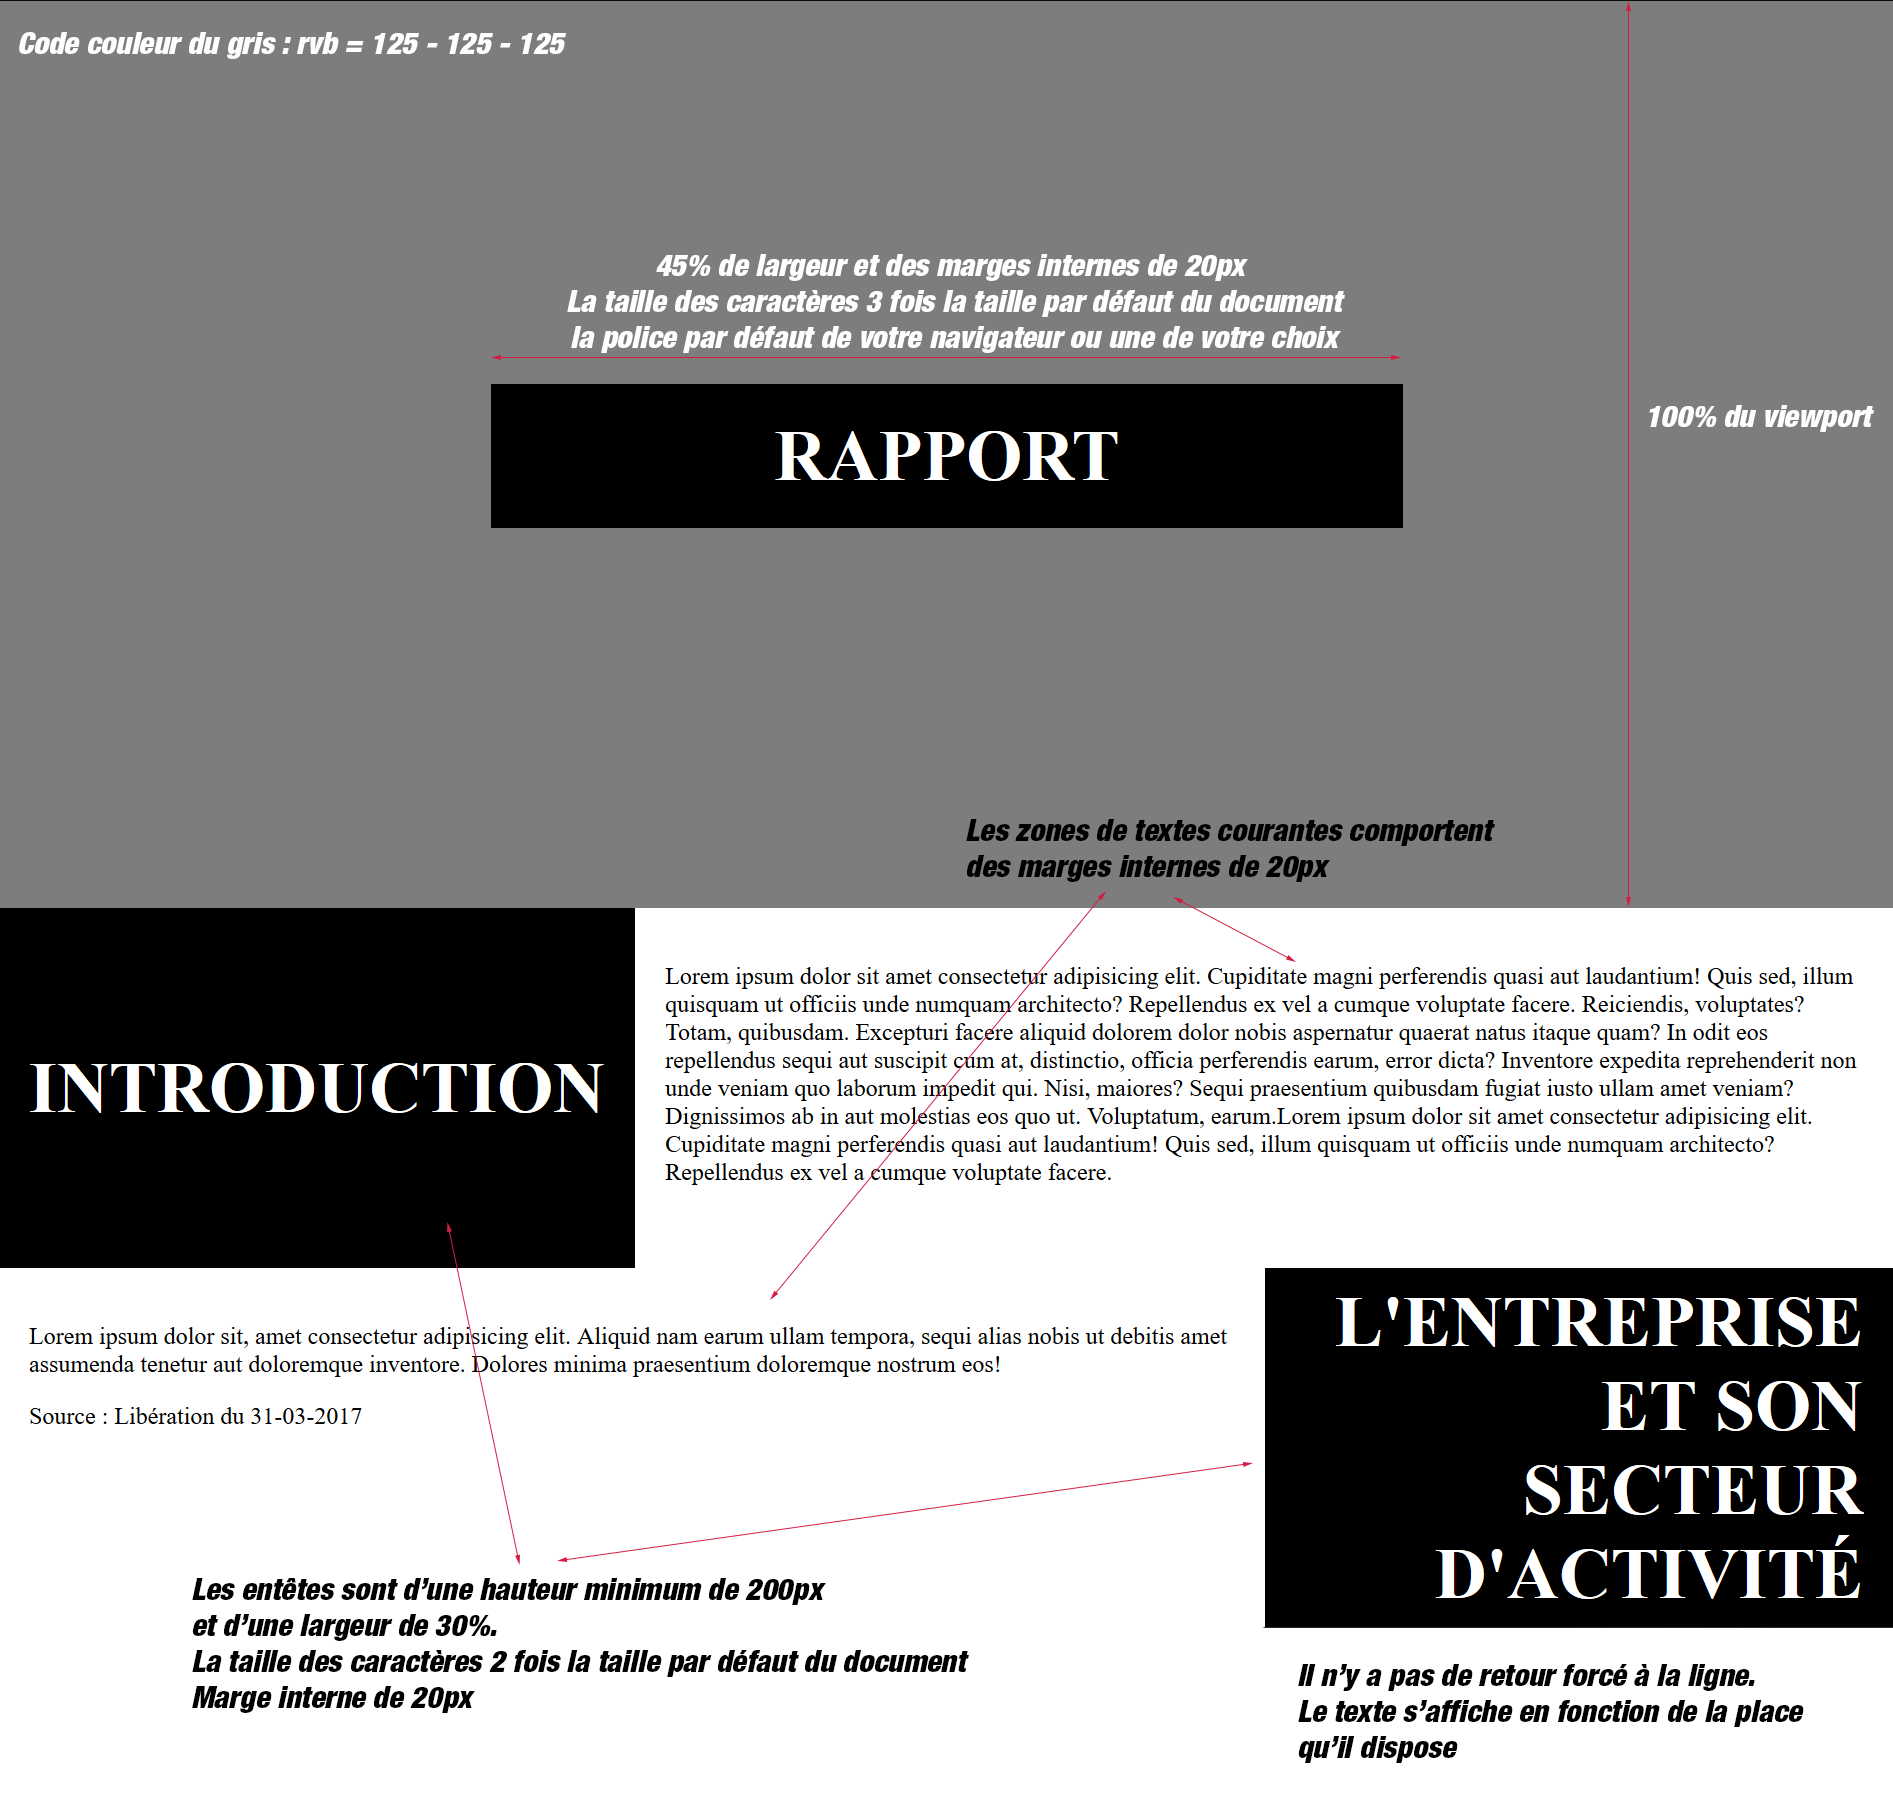 Code couleur du gris : rvb = 125 - 125 - 125
45% de largeur et des marges internes de 20px
La taille des caractères 3 fois la taille par défaut du document
la police par défaut de votre navigateur ou une de votre choix
RAPPORT
100% du viewport
Les zones de textes courantes comportent
des marges internes de 20px
INTRODUCTION
Lorem ipsum dolor sit amet consectetur adipisicing elit. Cupiditate magni perferendis quasi aut laudantium! Quis sed, illum
quisquam ut officiis unde numquam architecto? Repellendus ex vel a cumque voluptate facere. Reiciendis, voluptates?
Totam, quibusdam. Excepturi facere aliquid dolorem dolor nobis aspernatur quaerat natus itaque quam? In odit eos
repellendus sequi aut suscipit cum at, distinctio, officia perferendis earum, error dicta? Inventore expedita reprehenderit non
unde veniam quo laborum impedit qui. Nisi, maiores? Sequi praesentium quibusdam fugiat iusto ullam amet veniam?
Dignissimos ab in aut molestias eos quo ut. Voluptatum, earum.Lorem ipsum dolor sit amet consectetur adipisicing elit.
Cupiditate magni perferendis quasi aut laudantium! Quis sed, illum quisquam ut officiis unde numquam architecto?
Repellendus ex vel a cumque voluptate facere.
Lorem ipsum dolor sit, amet consectetur adipisicing elit. Aliquid nam earum ullam tempora, sequi alias nobis ut debitis amet
assumenda tenetur aut doloremque inventore. Dolores minima praesentium doloremque nostrum eos!
Source : Libération du 31-03-2017
L'ENTREPRISE
ET SON
SECTEUR
D'ACTIVITÉ
Les entêtes sont d’une hauteur minimum de 200px
et d’une largeur de 30%.
La taille des caractères 2 fois la taille par défaut du document
Marge interne de 20px
Il n’y a pas de retour forcé à la ligne.
Le texte s’affiche en fonction de la place
qu’il dispose